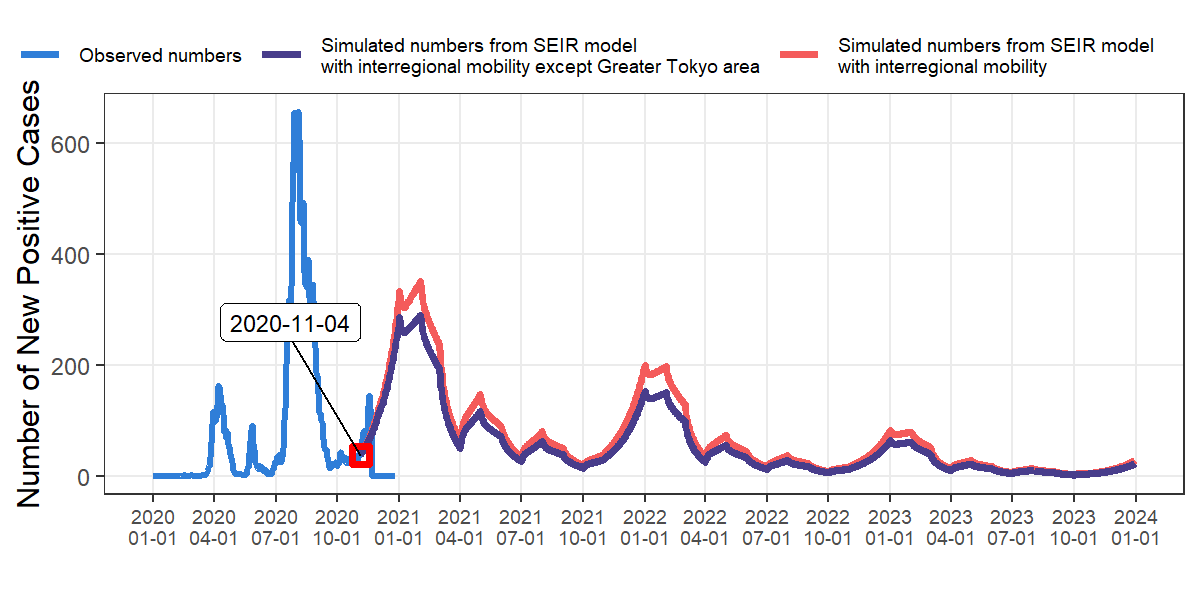 Observed numbers
Simulated numbers from SEIR model
with interregional mobility except Greater Tokyo area
Simulated numbers from SEIR model
with interregional mobility
Number of New Positive Cases
600
400
200
0
2020-11-04
2020 2020 2020 2020 2021 2021 2021 2021 2022 2022 2022 2022 2023 2023 2023 2023 2024
01-01 04-01 07-01 10-01 01-01 04-01 07-01 10-01 01-01 04-01 07-01 10-01 01-01 04-01 07-01 10-01 01-01